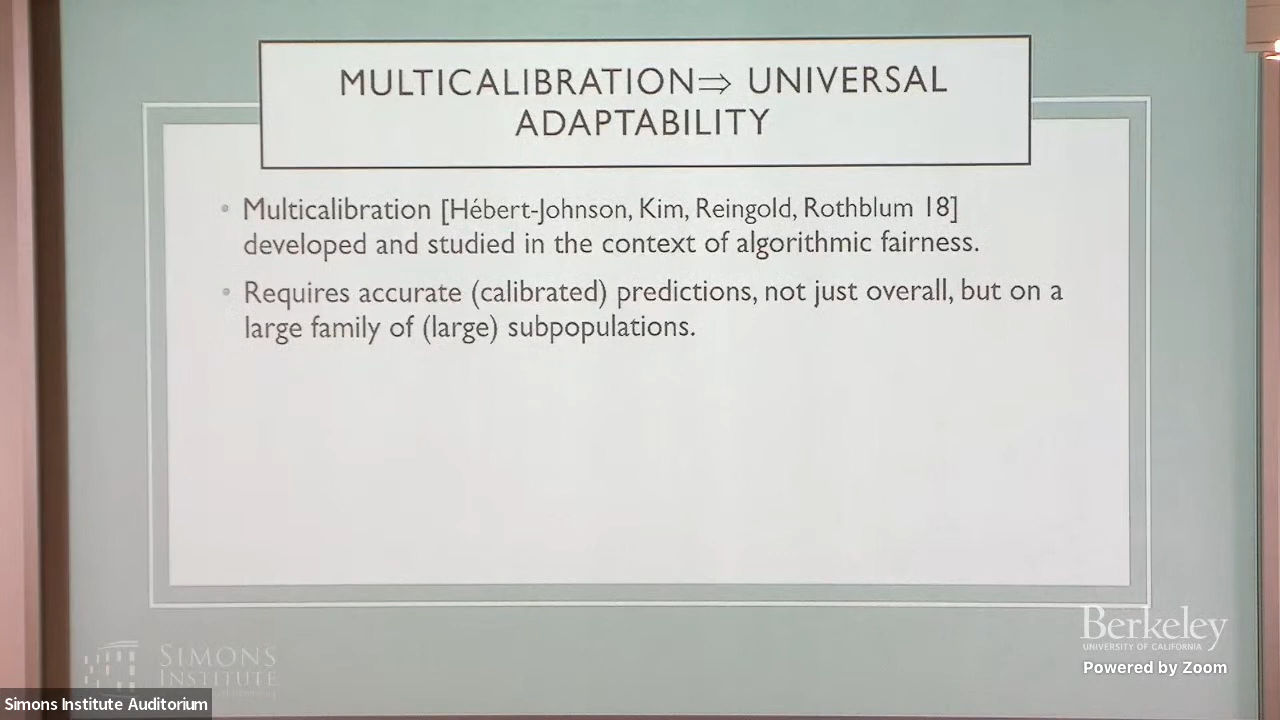 MULTICALIBRATION⇒ UNIVERSAL
ADAPTABILITY
• Multicalibration [Hébert-Johnson, Kim, Reingold, Rothblum 18]
developed and studied in the context of algorithmic fairness.
• Requires accurate (calibrated) predictions, not just overall, but on a
large family of (large) subpopulations.
SIMONS
INSTITUTE
Berkeley
UNIVERSITY OF CALIFORNIA
Powered by Zoom
Simons Institute Auditorium